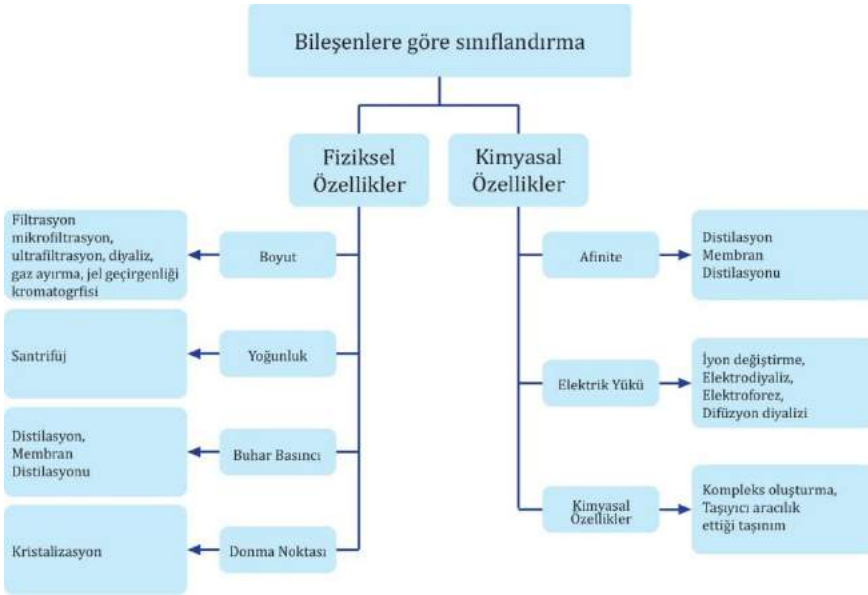 Bileşenlere göre sınıflandırma
Fiziksel
Özellikler
Kimyasal
Özellikler
Filtrasyon
mikrofiltrasyon,
ultrafiltrasyon, diyaliz,
gaz ayırma, jel geçirgenliği
kromatogrfisi
Boyut
Afinite
Distilasyon
Membran
Distilasyonu
Santrifüj
Yoğunluk
Elektrik Yükü
İyon değiştirme,
Elektrodiyaliz,
Elektroforez,
Difüzyon diyalizi
Distilasyon,
Membran
Distilasyonu
Buhar Basıncı
Kimyasal
Özellikler
Kompleks oluşturma,
Taşıyıcı aracılık
ettiği taşınım
Kristalizasyon
Donma Noktası